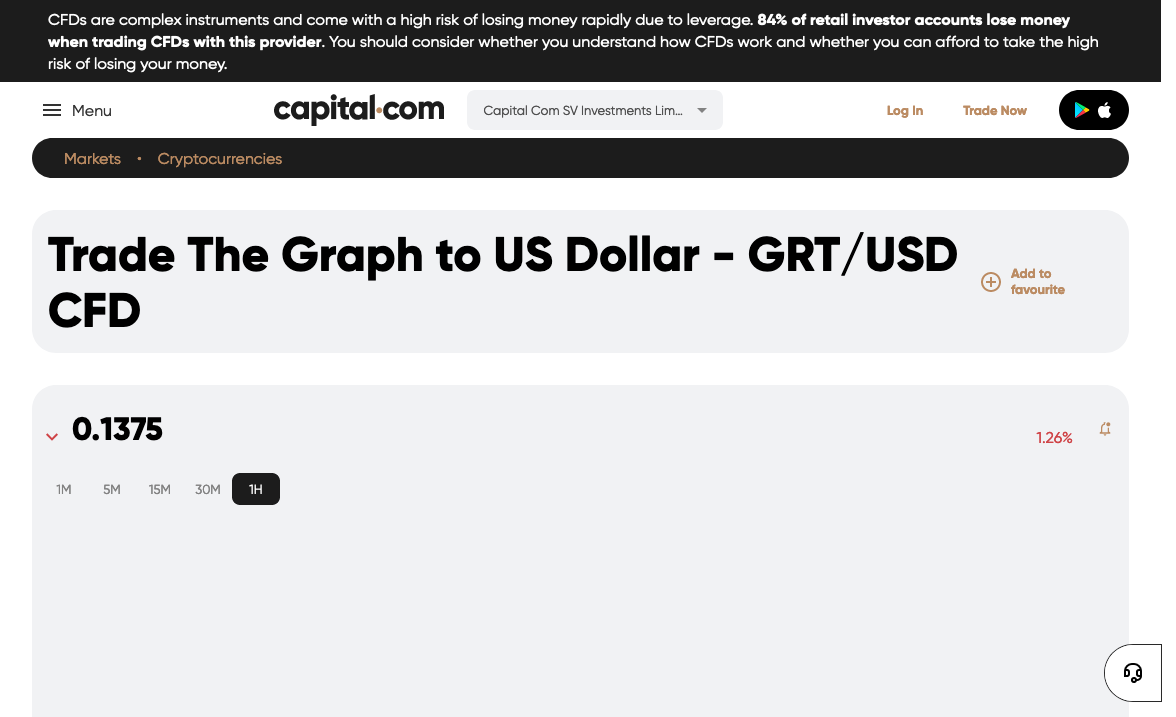 CFDs are complex instruments and come with a high risk of losing money rapidly due to leverage. 84% of retail investor accounts lose money
when trading CFDs with this provider. You should consider whether you understand how CFDs work and whether you can afford to take the high
risk of losing your money.
Menu
capital.com
Capital Com SV Investments Lim...
Log In
Trade Now
Markets • Cryptocurrencies
Trade The Graph to US Dollar - GRT/USD
CFD
Add to
favourite
0.1375
1.26%
1M 5M 15M 30M 1H